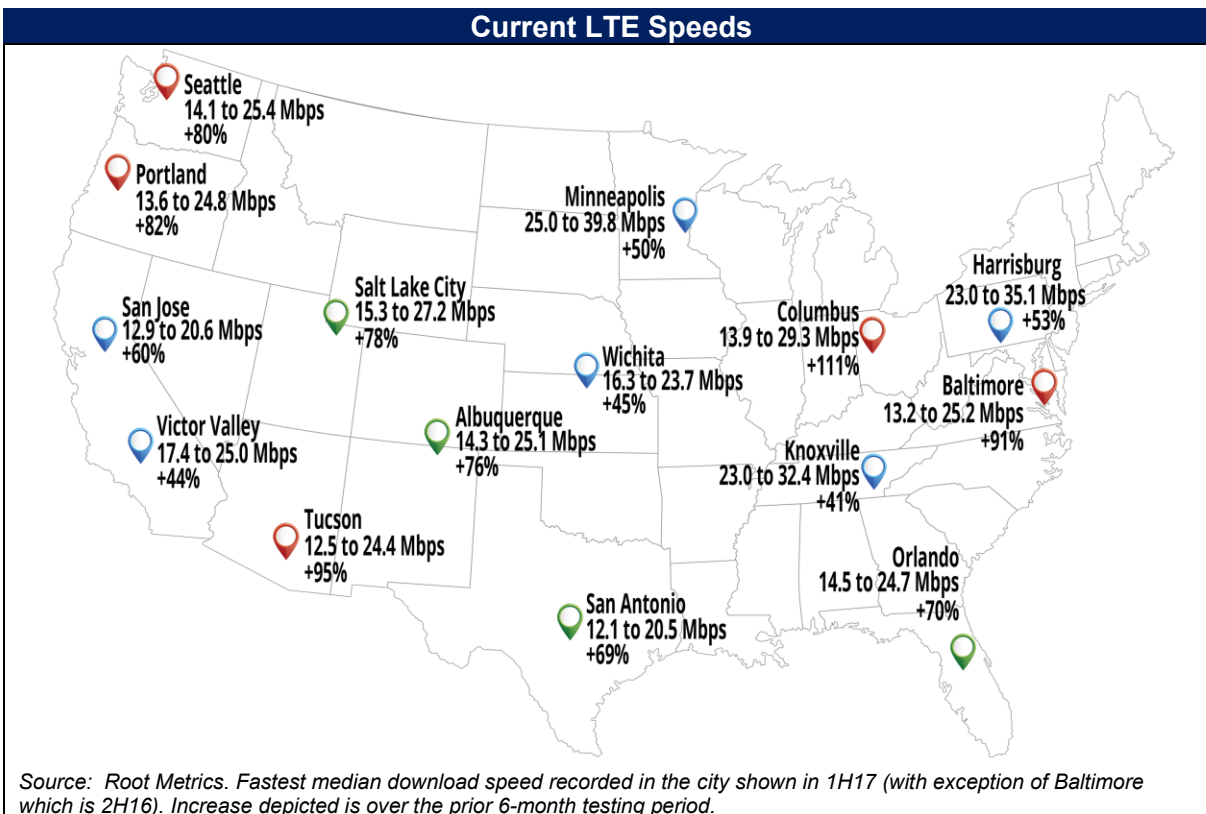 Current LTE Speeds
Seattle
14.1 to 25.4 Mbps
+80%
Portland
13.6 to 24.8 Mbps
+82%
Minneapolis
25.0 to 39.8 Mbps
+50%
Harrisburg
23.0 to 35.1 Mbps
+53%
San Jose
12.9 to 20.6 Mbps
+60%
Salt Lake City
15.3 to 27.2 Mbps
+78%
Columbus
13.9 to 29.3 Mbps
+111%
Wichita
16.3 to 23.7 Mbps
+45%
Baltimore
13.2 to 25.2 Mbps
+91%
Victor Valley
17.4 to 25.0 Mbps
+44%
Albuquerque
14.3 to 25.1 Mbps
+76%
Knoxville
23.0 to 32.4 Mbps
+41%
Tucson
12.5 to 24.4 Mbps
+95%
Orlando
14.5 to 24.7 Mbps
+70%
San Antonio
12.1 to 20.5 Mbps
+69%
Source: Root Metrics. Fastest median download speed recorded in the city shown in 1H17 (with exception of Baltimore
which is 2H16). Increase depicted is over the prior 6-month testing period.